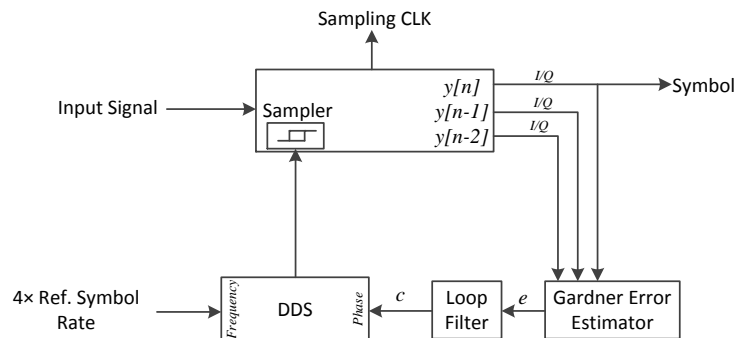 Sampling CLK
Input Signal
Sampler
y[n]
y[n-1]
y[n-2]
I/Q
I/Q
I/Q
Symbol
4× Ref. Symbol
Rate
Frequency
DDS
Phase
c
Loop
Filter
e
Gardner Error
Estimator